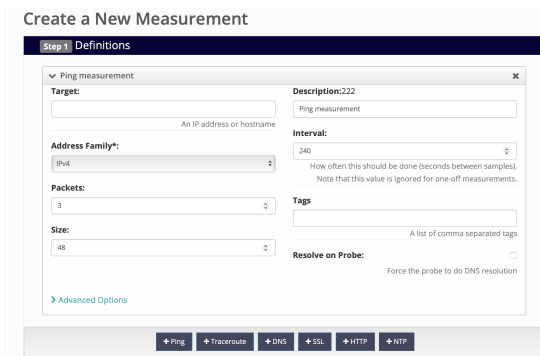 Create a New Measurement
Step 1 Definitions
Ping measurement
Target:
An IP address or hostname
Address Family*:
IPv4
Packets:
3
Size:
48
Advanced Options
Description:222
Ping measurement
Interval:
240
How often this should be done (seconds between samples).
Note that this value is ignored for one-off measurements.
Tags
A list of comma separated tags
Resolve on Probe:
Force the probe to do DNS resolution
+ Ping + Traceroute + DNS + SSL + HTTP + NTP